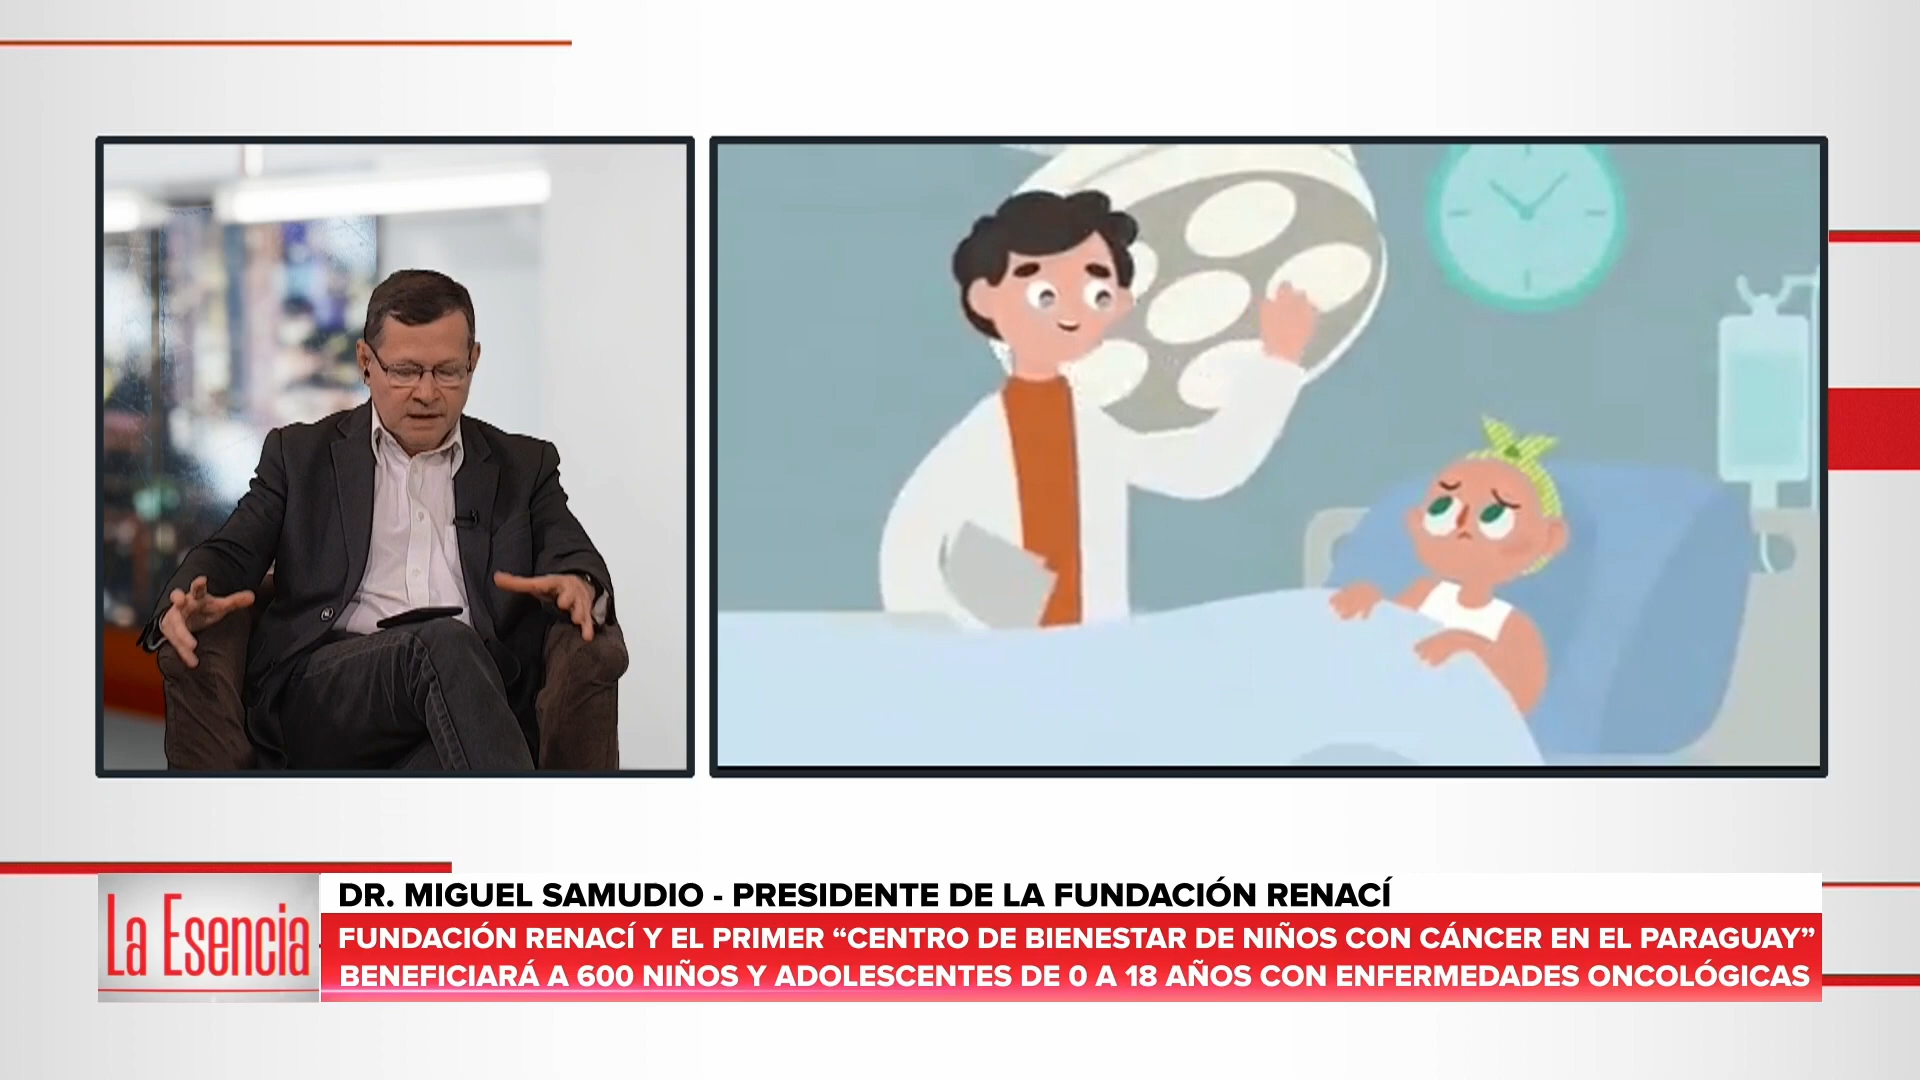 DR. MIGUEL SAMUDIO - PRESIDENTE DE LA FUNDACIÓN RENACÍ
La Esencia
FUNDACIÓN RENACÍ Y EL PRIMER “CENTRO DE BIENESTAR DE NIÑOS CON CÁNCER EN EL PARAGUAY”
BENEFICIARÁ A 600 NIÑOS Y ADOLESCENTES DE 0 A 18 AÑOS CON ENFERMEDADES ONCOLÓGICAS